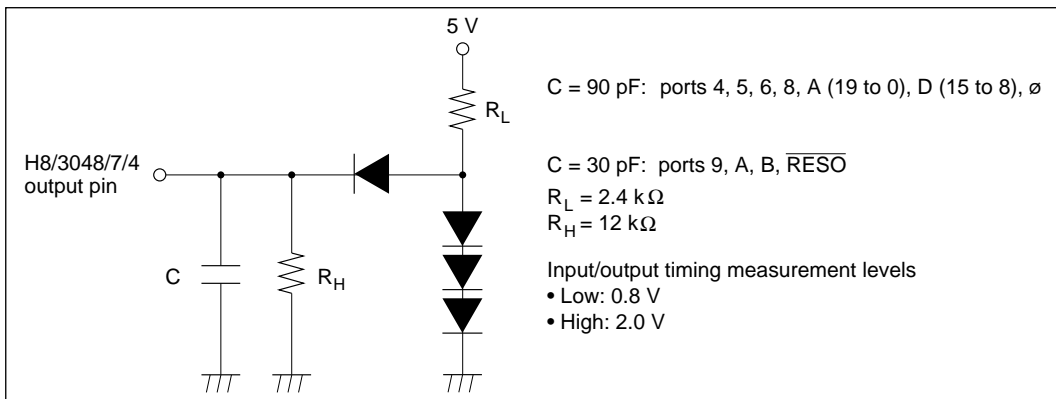 5 V
C = 90 pF: ports 4, 5, 6, 8, A (19 to 0), D (15 to 8), ø
R_L
H8/3048/7/4
output pin
C = 30 pF: ports 9, A, B, R̅E̅S̅O̅
R_L = 2.4 kΩ
R_H = 12 kΩ
C
R_H
Input/output timing measurement levels
• Low: 0.8 V
• High: 2.0 V